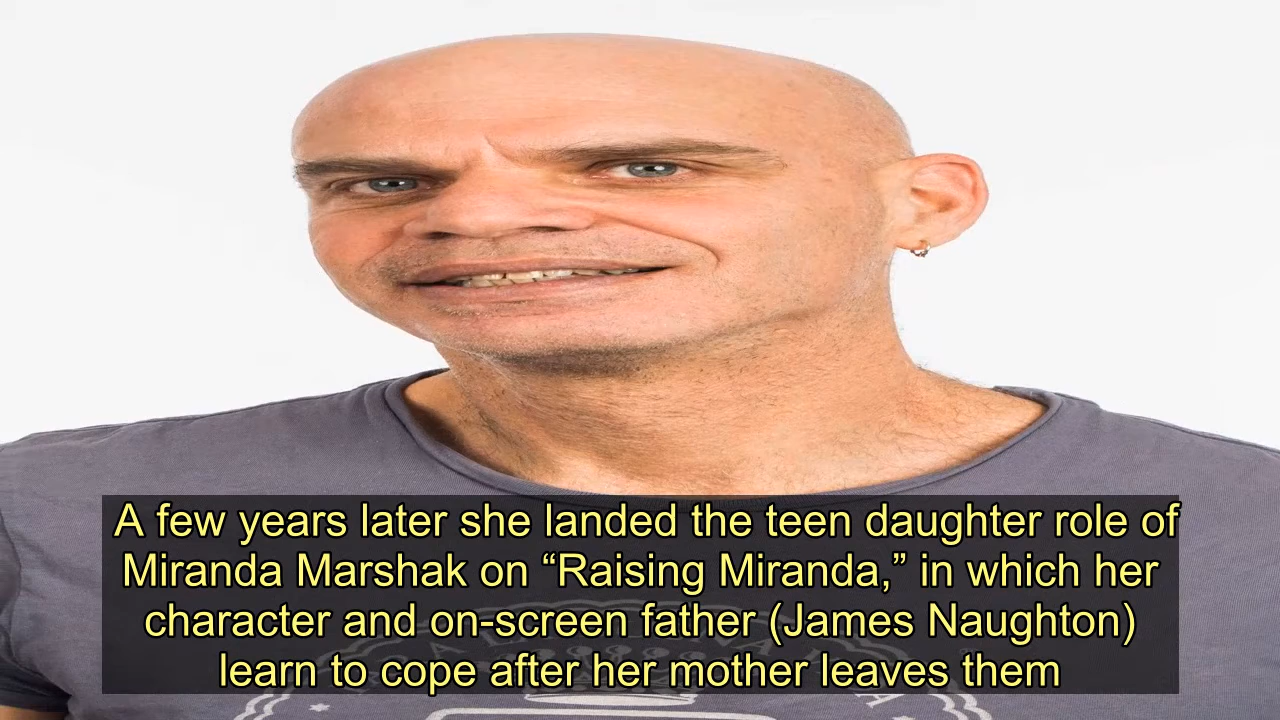 A few years later she landed the teen daughter role of
Miranda Marshak on “Raising Miranda,” in which her
character and on-screen father (James Naughton)
learn to cope after her mother leaves them